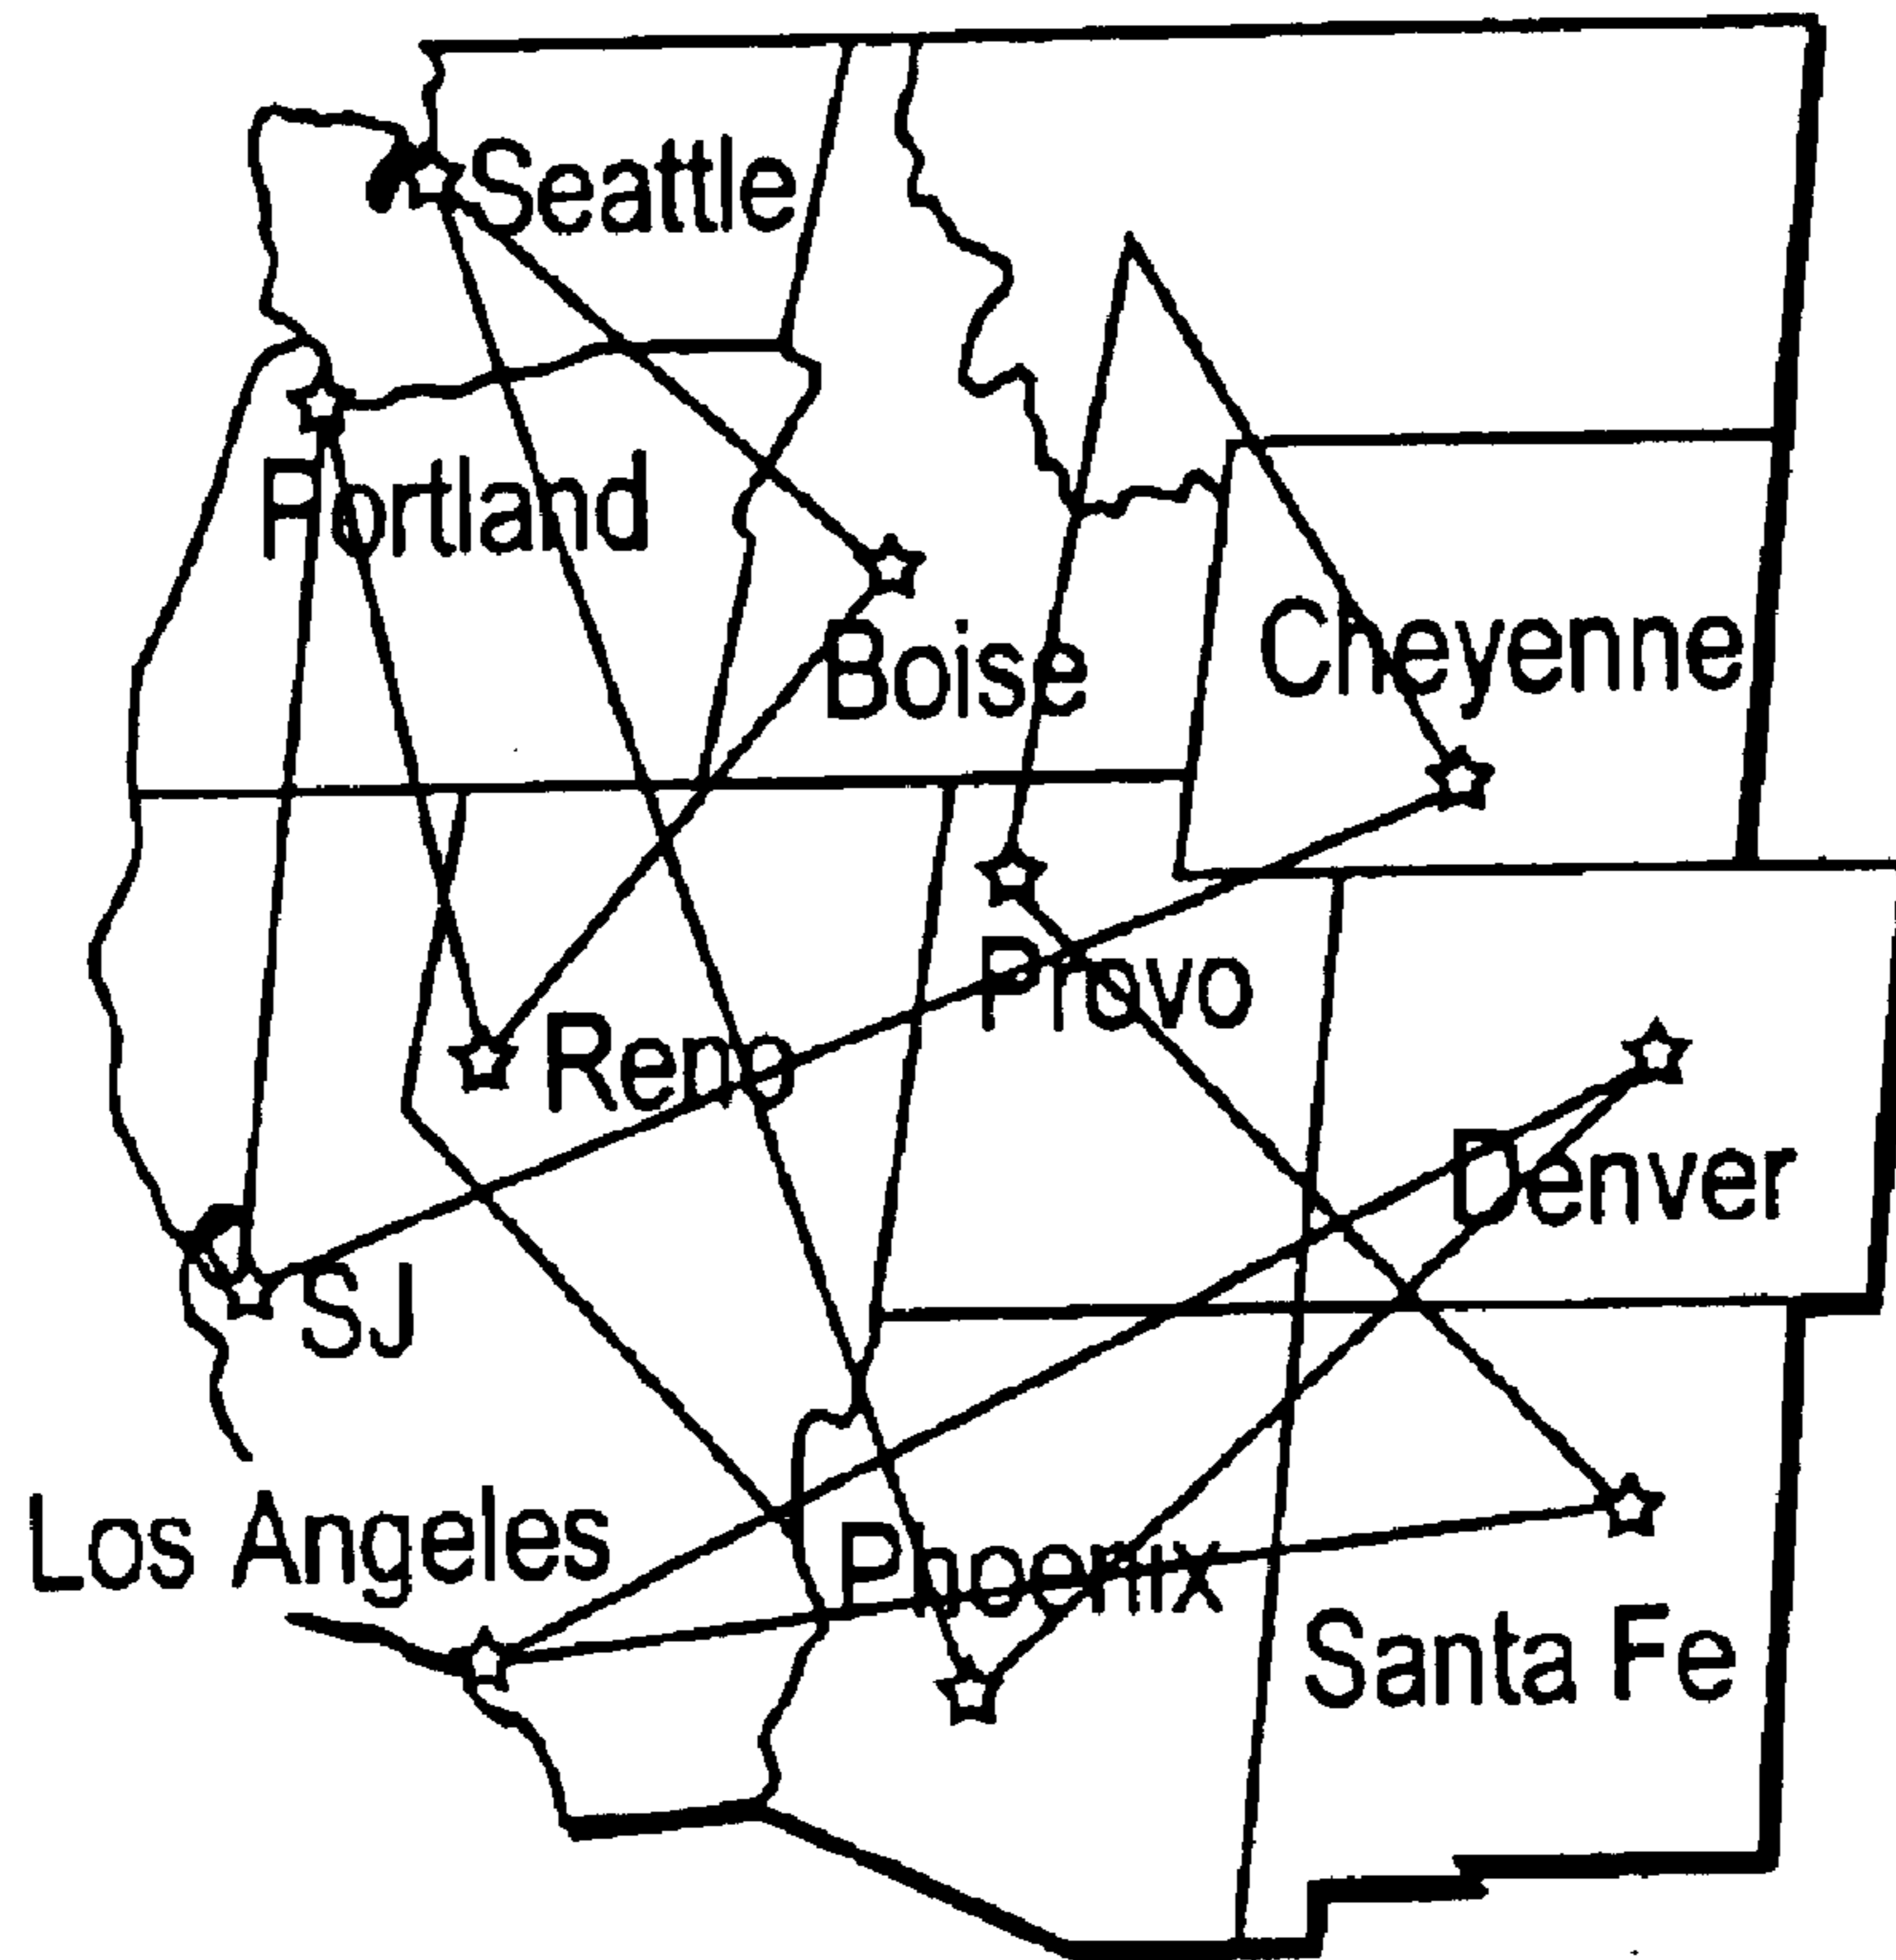 Seattle
Portland
Boise
Cheyenne
Provo
Reno
Denver
SJ
Los Angeles
Phoenix
Santa Fe